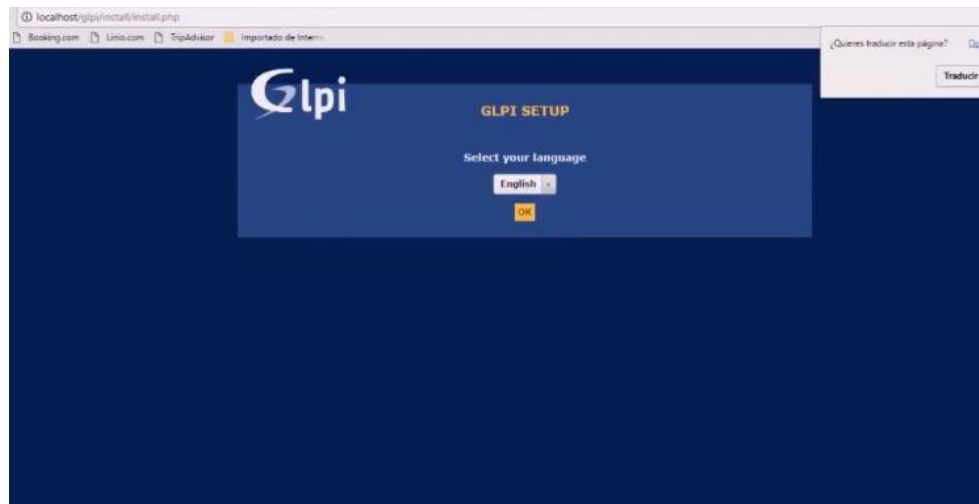 localhost/glpi/install/install.php
Booking.com Linio.com TripAdvisor Importado de Intern
¿Quieres traducir esta página? Op
Traducir
Glpi
GLPI SETUP
Select your language
English
OK